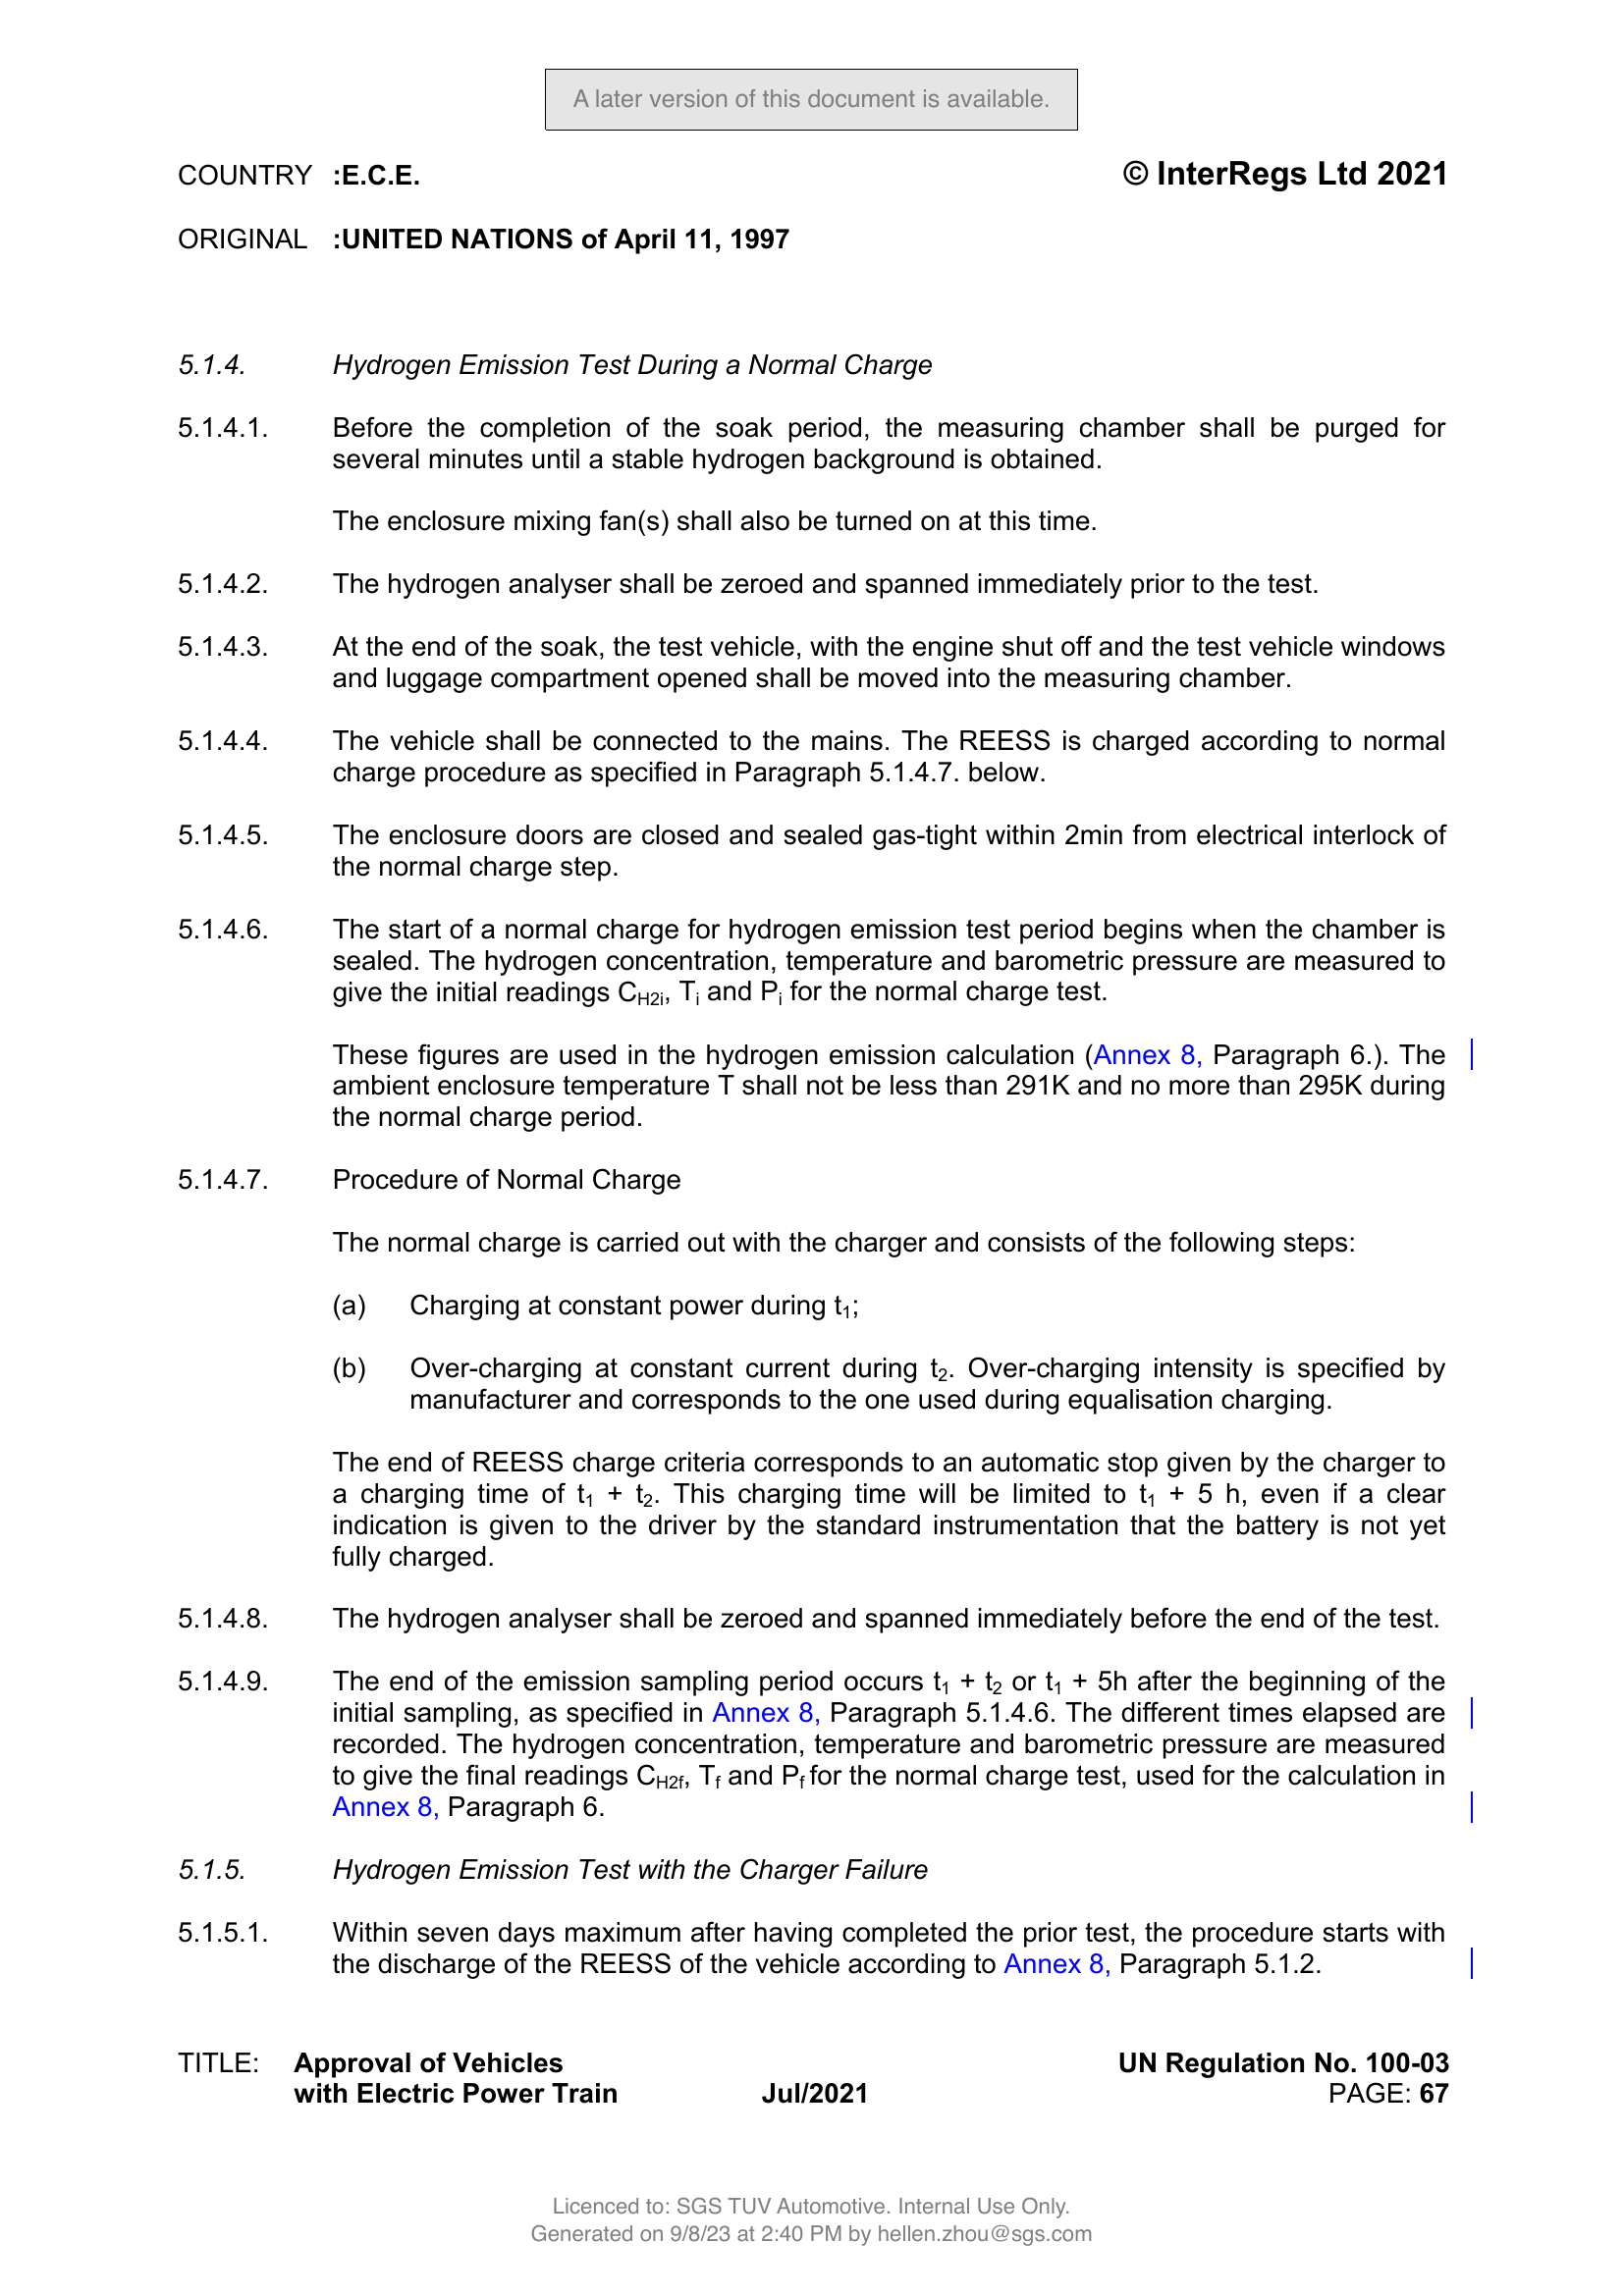 A later version of this document is available.
COUNTRY :E.C.E. © InterRegs Ltd 2021
ORIGINAL :UNITED NATIONS of April 11, 1997
5.1.4. Hydrogen Emission Test During a Normal Charge
5.1.4.1. Before the completion of the soak period, the measuring chamber shall be purged for
several minutes until a stable hydrogen background is obtained.
The enclosure mixing fan(s) shall also be turned on at this time.
5.1.4.2. The hydrogen analyser shall be zeroed and spanned immediately prior to the test.
5.1.4.3. At the end of the soak, the test vehicle, with the engine shut off and the test vehicle windows
and luggage compartment opened shall be moved into the measuring chamber.
5.1.4.4. The vehicle shall be connected to the mains. The REESS is charged according to normal
charge procedure as specified in Paragraph 5.1.4.7. below.
5.1.4.5. The enclosure doors are closed and sealed gas-tight within 2min from electrical interlock of
the normal charge step.
5.1.4.6. The start of a normal charge for hydrogen emission test period begins when the chamber is
sealed. The hydrogen concentration, temperature and barometric pressure are measured to
give the initial readings CH2i, Ti and Pi for the normal charge test.
These figures are used in the hydrogen emission calculation (Annex 8, Paragraph 6.). The
ambient enclosure temperature T shall not be less than 291K and no more than 295K during
the normal charge period.
5.1.4.7. Procedure of Normal Charge
The normal charge is carried out with the charger and consists of the following steps:
(a) Charging at constant power during t1;
(b) Over-charging at constant current during t2. Over-charging intensity is specified by
manufacturer and corresponds to the one used during equalisation charging.
The end of REESS charge criteria corresponds to an automatic stop given by the charger to
a charging time of t1 + t2. This charging time will be limited to t1 + 5 h, even if a clear
indication is given to the driver by the standard instrumentation that the battery is not yet
fully charged.
5.1.4.8. The hydrogen analyser shall be zeroed and spanned immediately before the end of the test.
5.1.4.9. The end of the emission sampling period occurs t1 + t2 or t1 + 5h after the beginning of the
initial sampling, as specified in Annex 8, Paragraph 5.1.4.6. The different times elapsed are
recorded. The hydrogen concentration, temperature and barometric pressure are measured
to give the final readings CH2f, Tf and Pf for the normal charge test, used for the calculation in
Annex 8, Paragraph 6.
5.1.5. Hydrogen Emission Test with the Charger Failure
5.1.5.1. Within seven days maximum after having completed the prior test, the procedure starts with
the discharge of the REESS of the vehicle according to Annex 8, Paragraph 5.1.2.
TITLE: Approval of Vehicles UN Regulation No. 100-03
with Electric Power Train Jul/2021 PAGE: 67
Licenced to: SGS TUV Automotive. Internal Use Only.
Generated on 9/8/23 at 2:40 PM by hellen.zhou@sgs.com